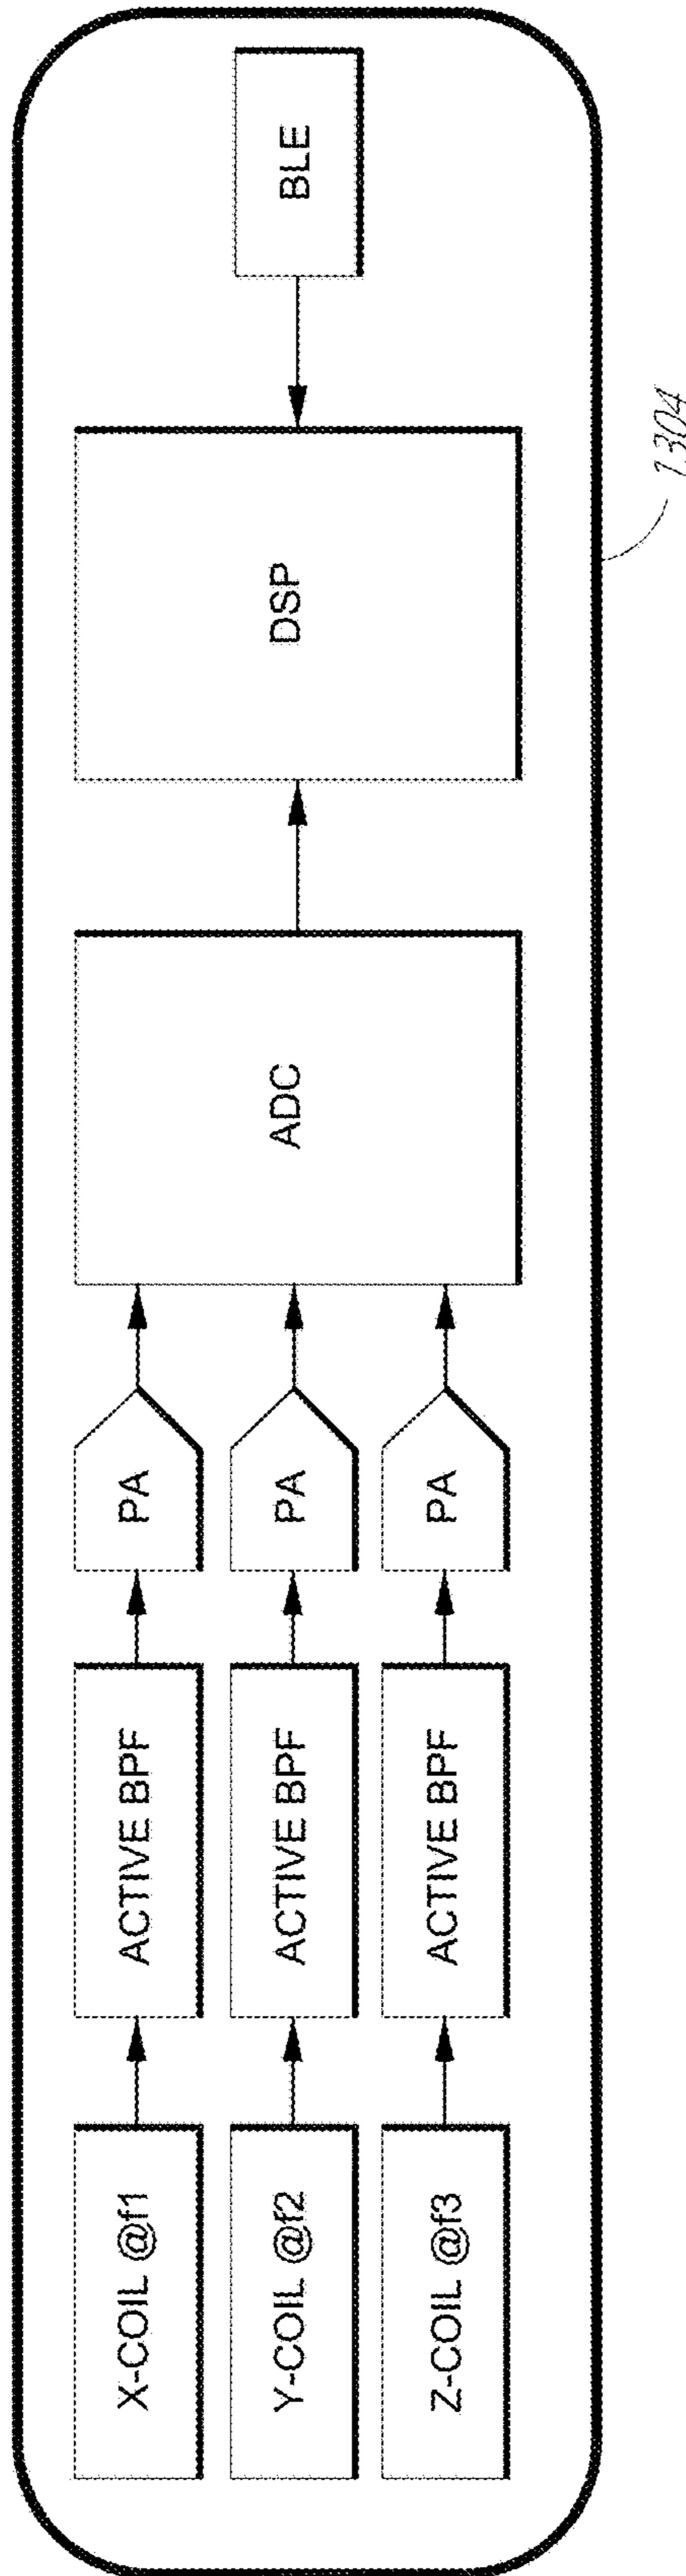 X-COIL @f1
ACTIVE BPF
PA
Y-COIL @f2
ACTIVE BPF
PA
Z-COIL @f3
ACTIVE BPF
PA
ADC
DSP
BLE
1304